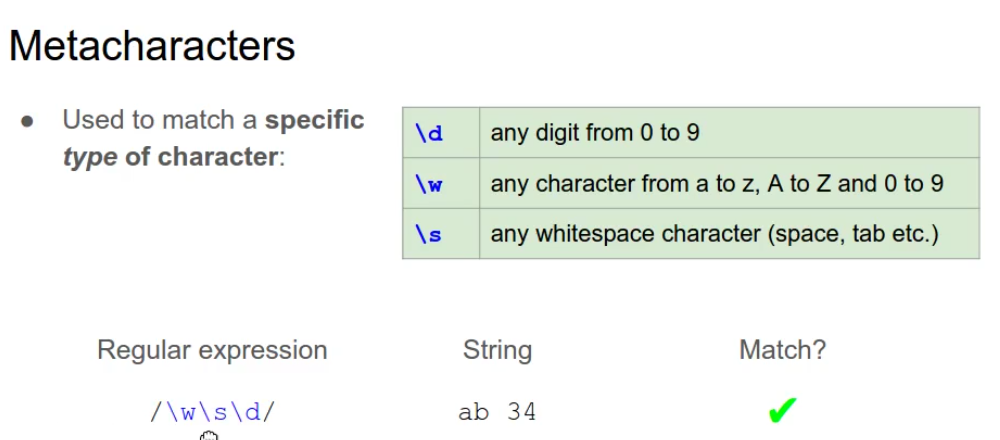 Metacharacters
● Used to match a specific
type of character:
\d any digit from 0 to 9
\w any character from a to z, A to Z and 0 to 9
\s any whitespace character (space, tab etc.)
Regular expression String Match?
/\w\s\d/ ab 34 ✔